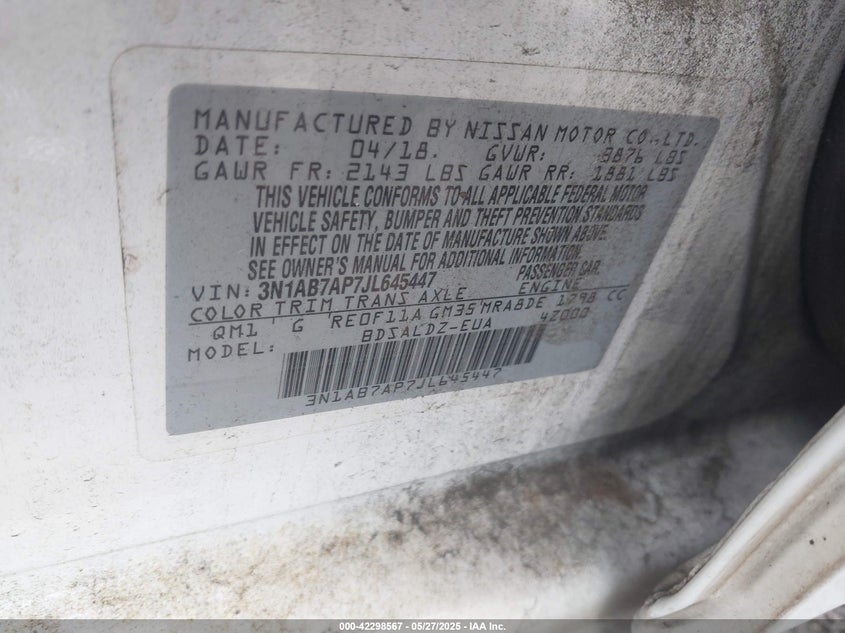 MANUFACTURED BY NISSAN MOTOR CO.,LTD.
DATE: 04/18. GVWR: 3876 LBS
GAWR FR: 2143 LBS GAWR RR: 1881 LBS
THIS VEHICLE CONFORMS TO ALL APPLICABLE FEDERAL MOTOR
VEHICLE SAFETY, BUMPER AND THEFT PREVENTION STANDARDS
IN EFFECT ON THE DATE OF MANUFACTURE SHOWN ABOVE.
SEE OWNER'S MANUAL FOR ADDITIONAL INFORMATION.
VIN: 3N1AB7AP7JL645447 PASSENGER CAR.
COLOR TRIM TRANS AXLE ENGINE
QM1 G RE0F11A GM35 MRA8DE 1798 CC
MODEL: BDSALDZ-EUA 4Z000
3N1AB7AP7JL645447
000-42298567 - 05/27/2025 - IAA Inc.